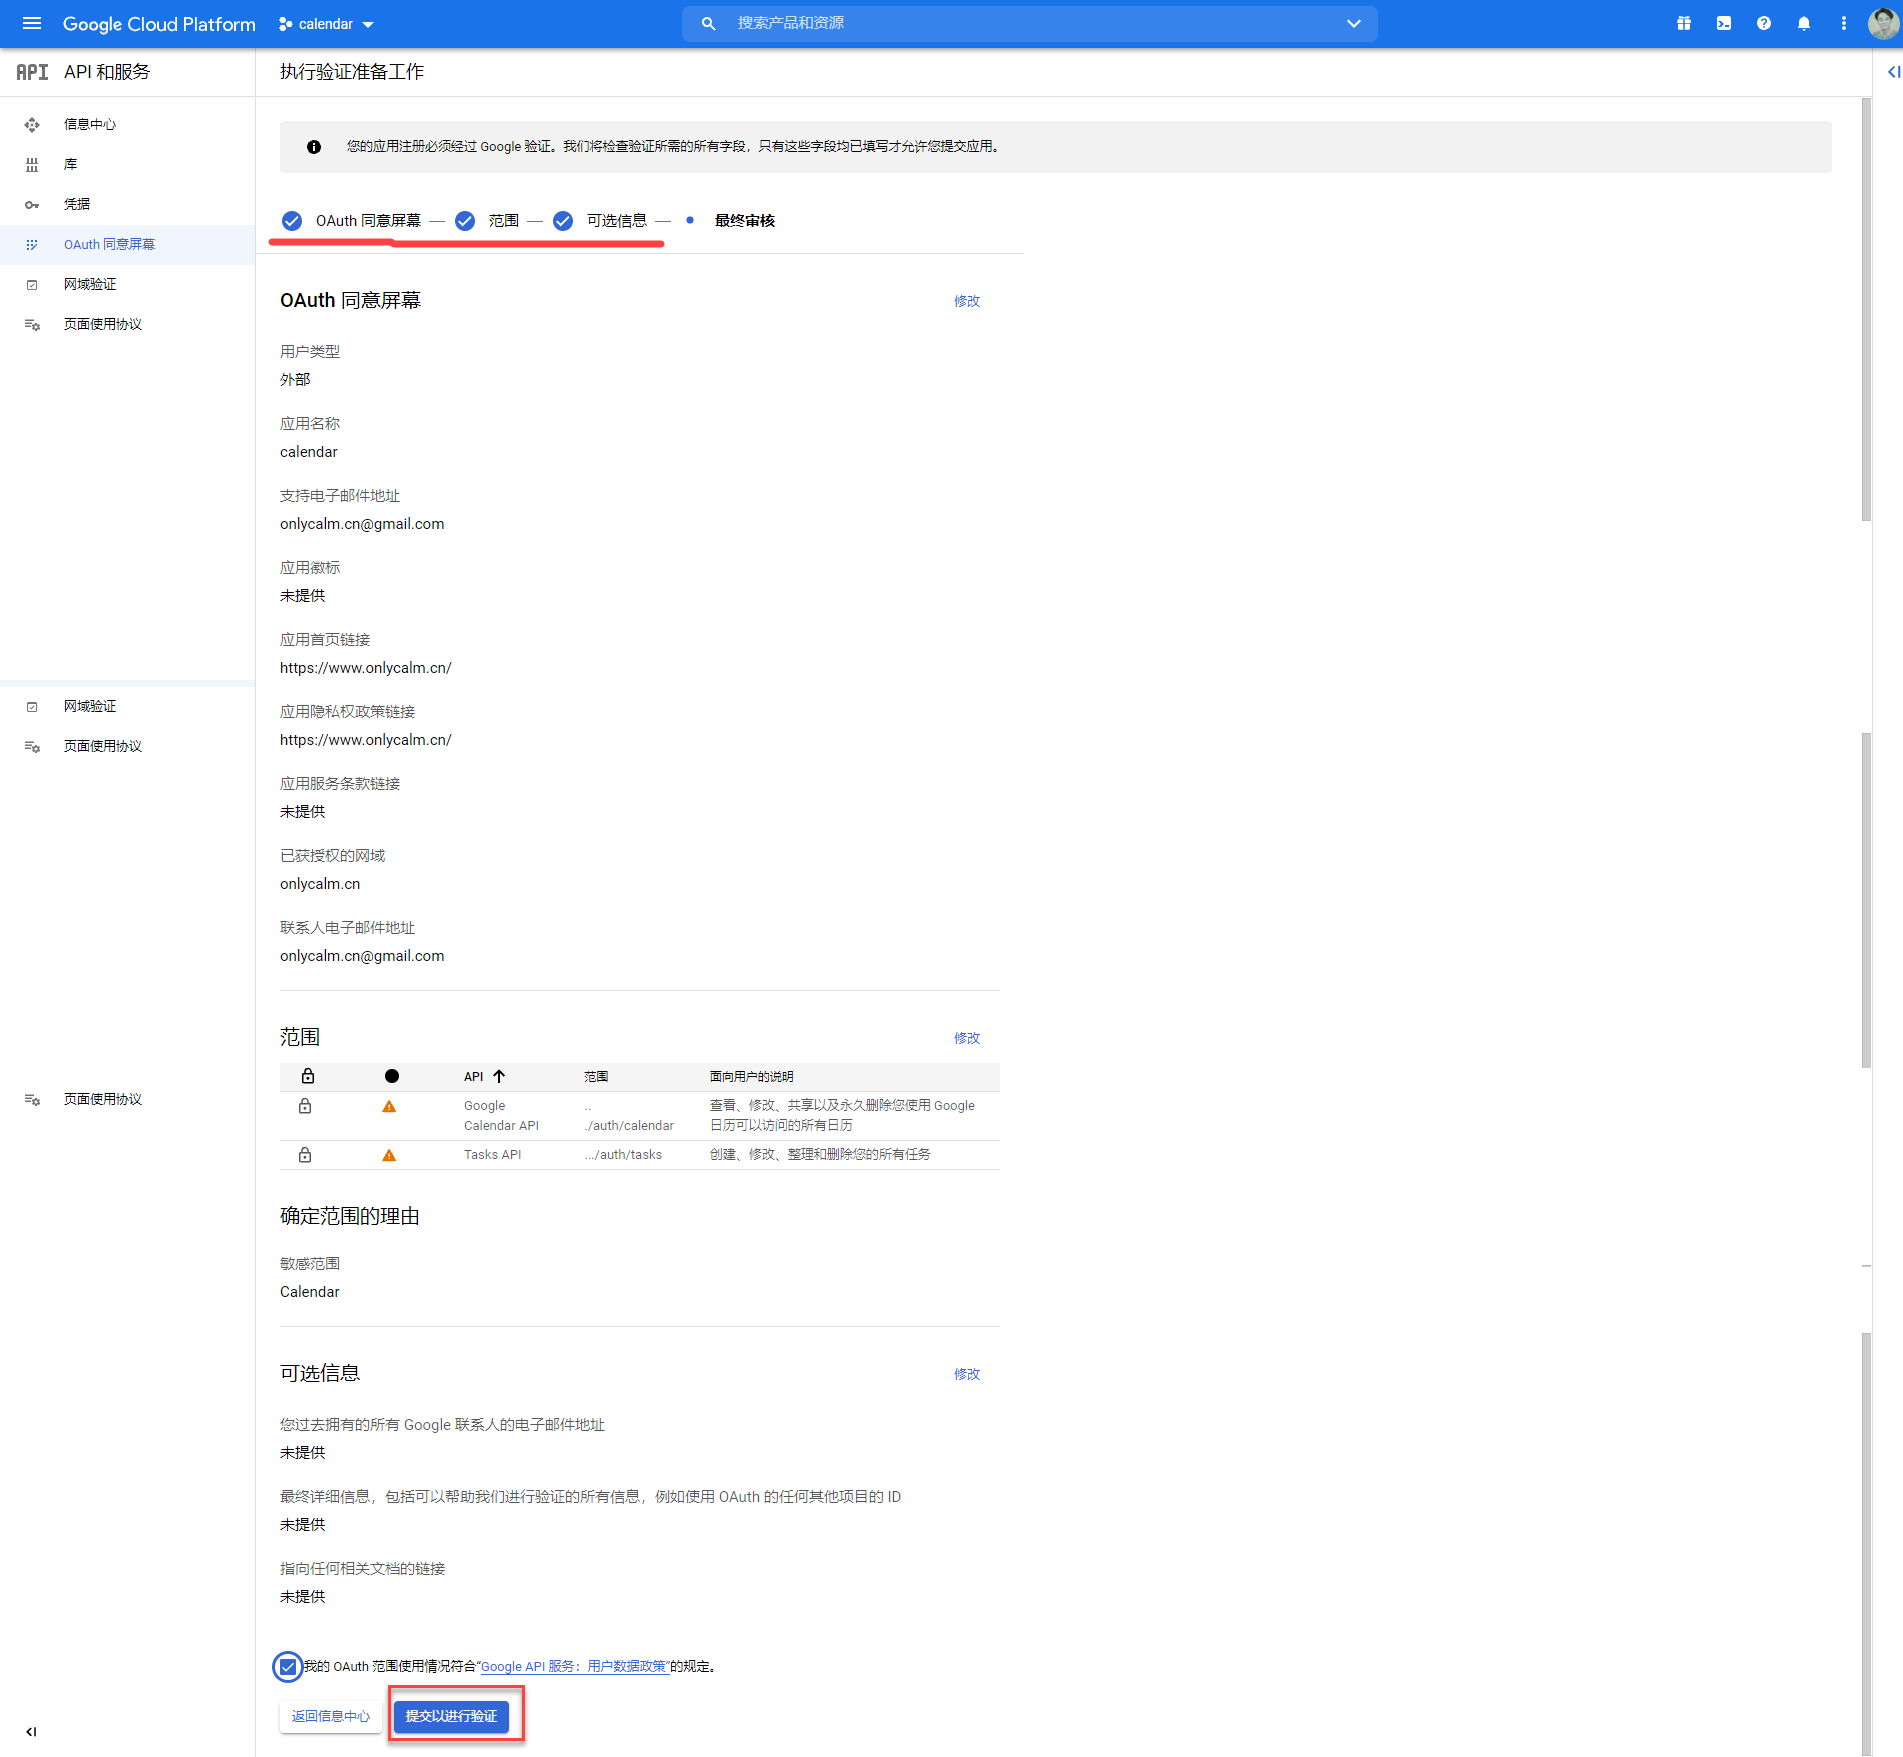 Google Cloud Platform
calendar
搜索产品和资源
API
API 和服务
执行验证准备工作
信息中心
库
凭据
OAuth 同意屏幕
网域验证
页面使用协议
您的应用注册必须经过 Google 验证。我们将检查验证所需的所有字段，只有这些字段均已填写才允许您提交应用。
OAuth 同意屏幕 — 范围 — 可选信息 — 最终审核
OAuth 同意屏幕
修改
用户类型
外部
应用名称
calendar
支持电子邮件地址
onlycalm.cn@gmail.com
应用徽标
未提供
应用首页链接
https://www.onlycalm.cn/
网域验证
应用隐私权政策链接
https://www.onlycalm.cn/
页面使用协议
应用服务条款链接
未提供
已获授权的网域
onlycalm.cn
联系人电子邮件地址
onlycalm.cn@gmail.com
范围
修改
API 范围 面向用户的说明
Google Calendar API
.. ./auth/calendar
查看、修改、共享以及永久删除您使用 Google
日历可以访问的所有日历
页面使用协议
Tasks API .../auth/tasks 创建、修改、整理和删除您的所有任务
确定范围的理由
敏感范围
Calendar
可选信息
修改
您过去拥有的所有 Google 联系人的电子邮件地址
未提供
最终详细信息，包括可以帮助我们进行验证的所有信息，例如使用 OAuth 的任何其他项目的 ID
未提供
指向任何相关文档的链接
未提供
我的 OAuth 范围使用情况符合“Google API 服务：用户数据政策”的规定。
返回信息中心
提交以进行验证